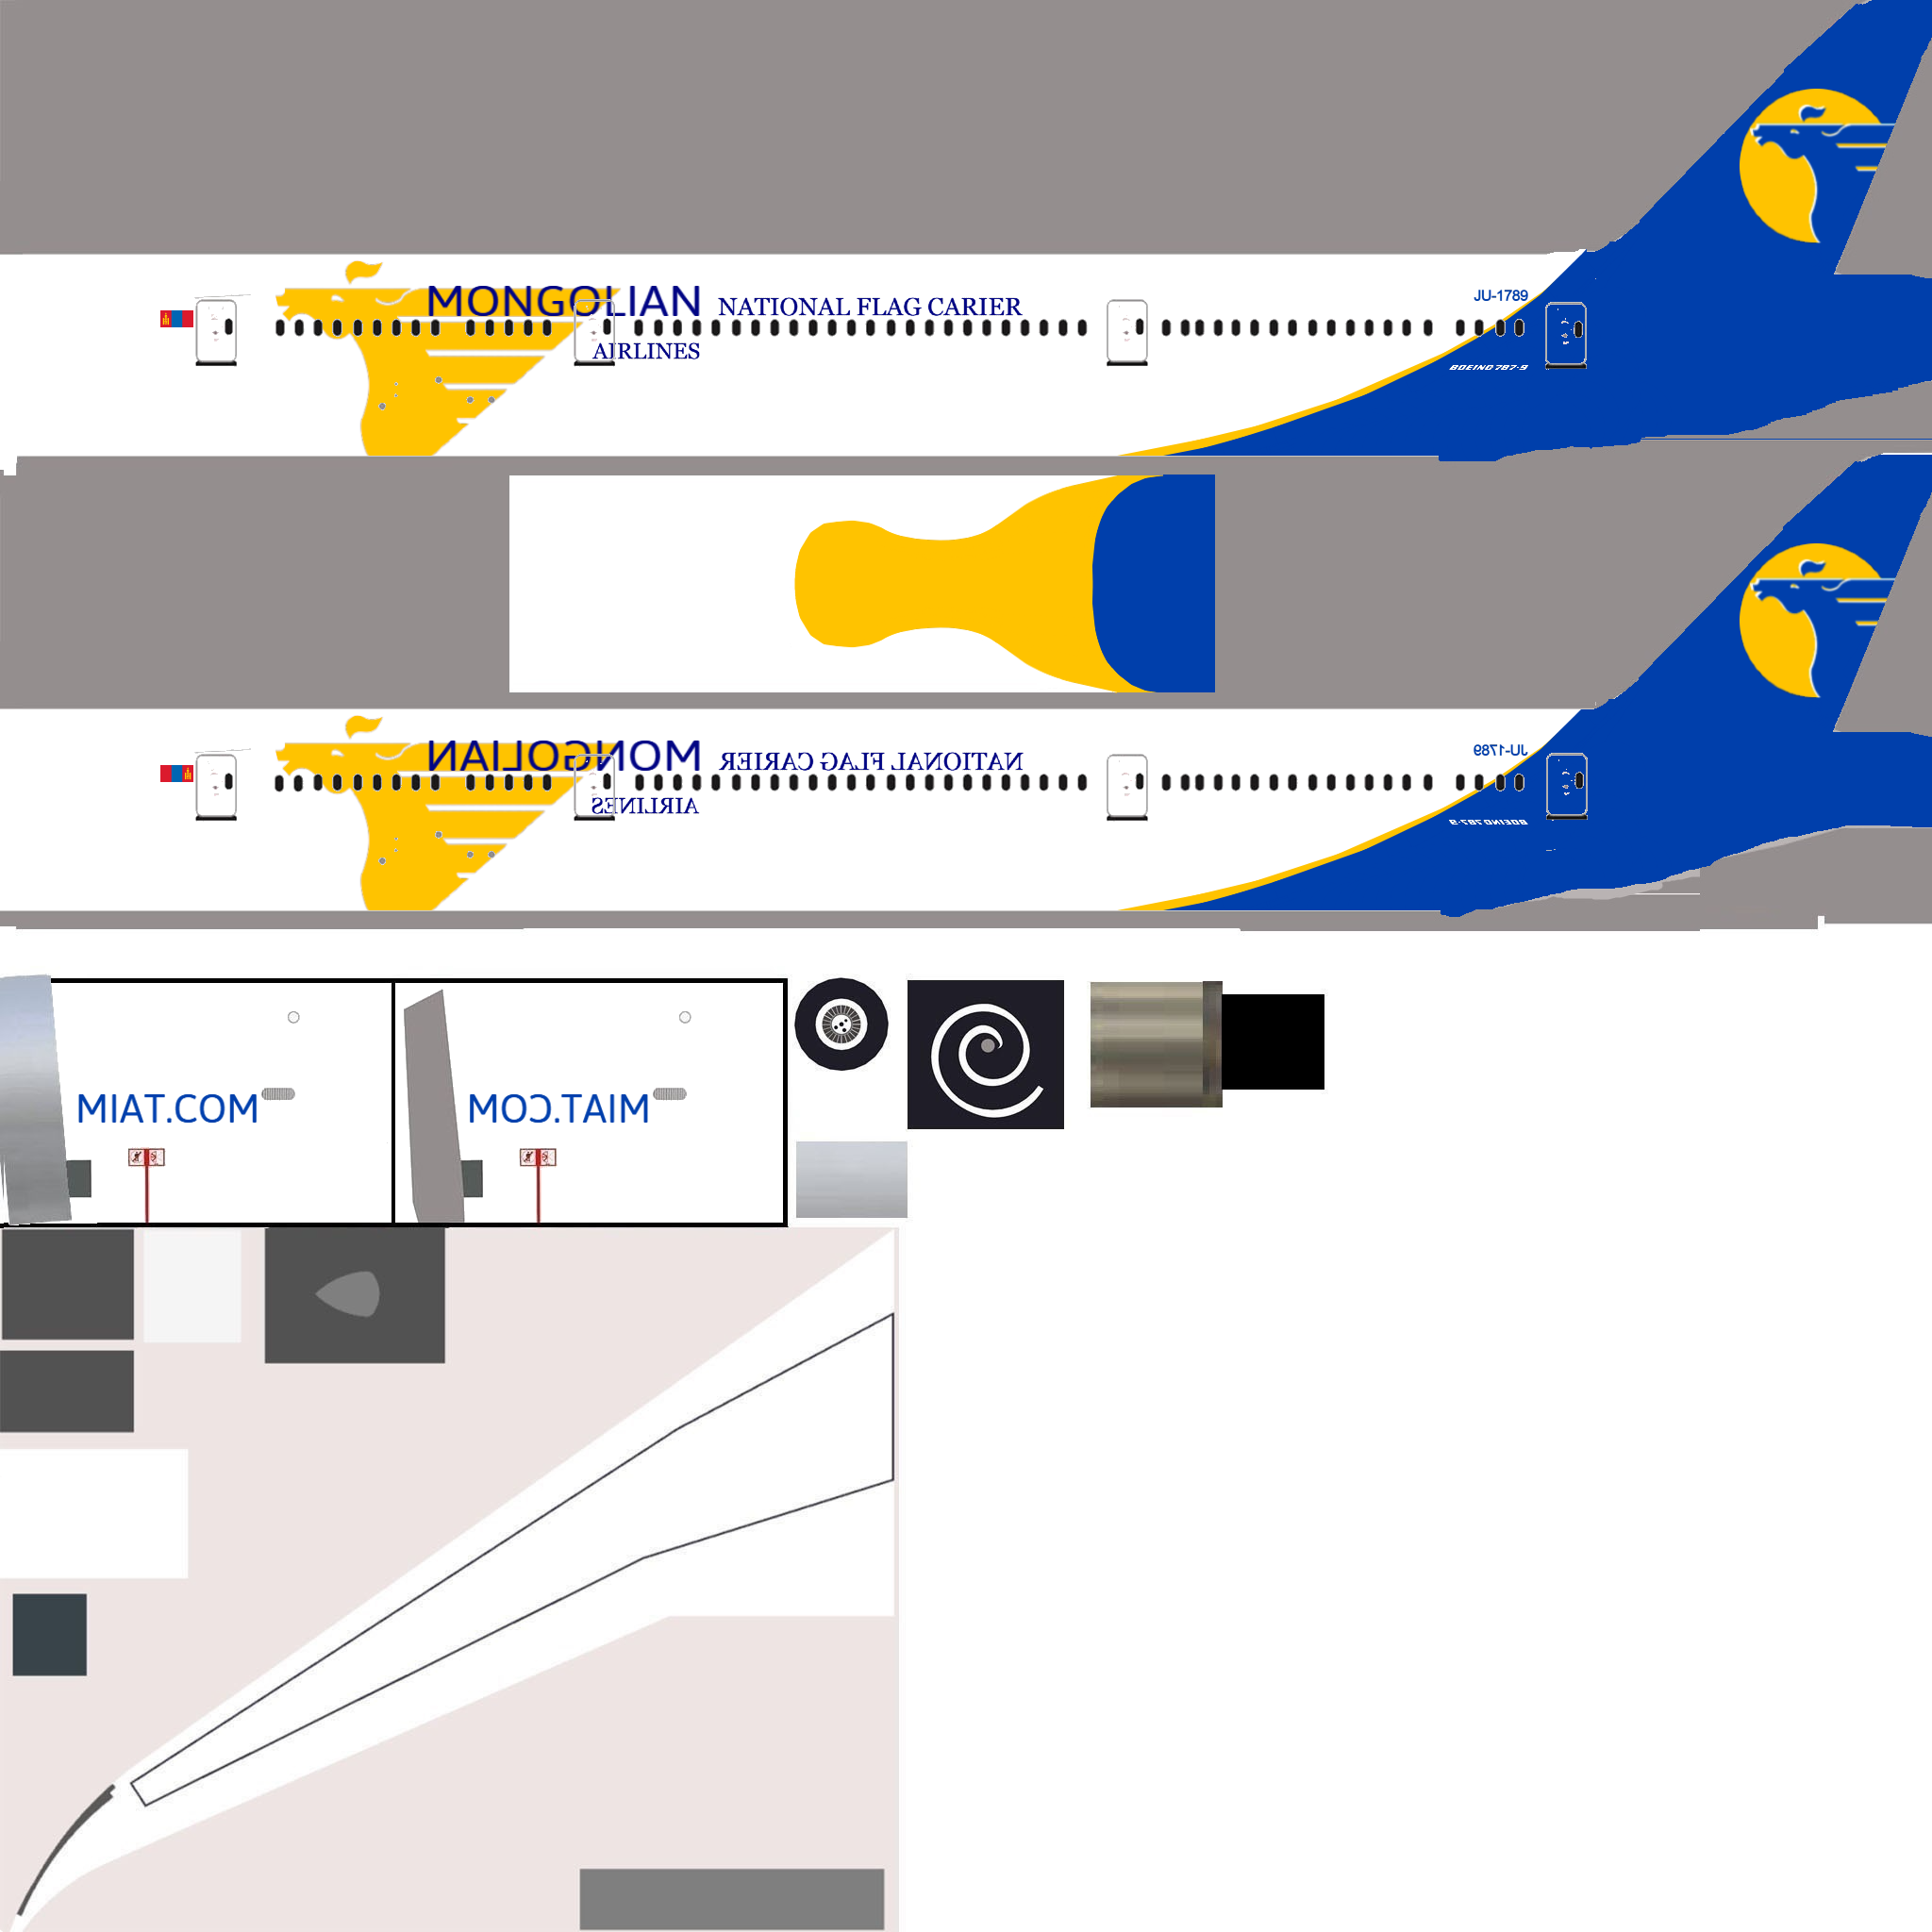 MONGOLIAN NATIONAL FLAG CARIER
JU-1789
AIRLINES
BOEING 787-9
MONGOLIAN NATIONAL FLAG CARIER
JU-1789
AIRLINES
BOEING 787-9
MIAT.COM
MIAT.COM